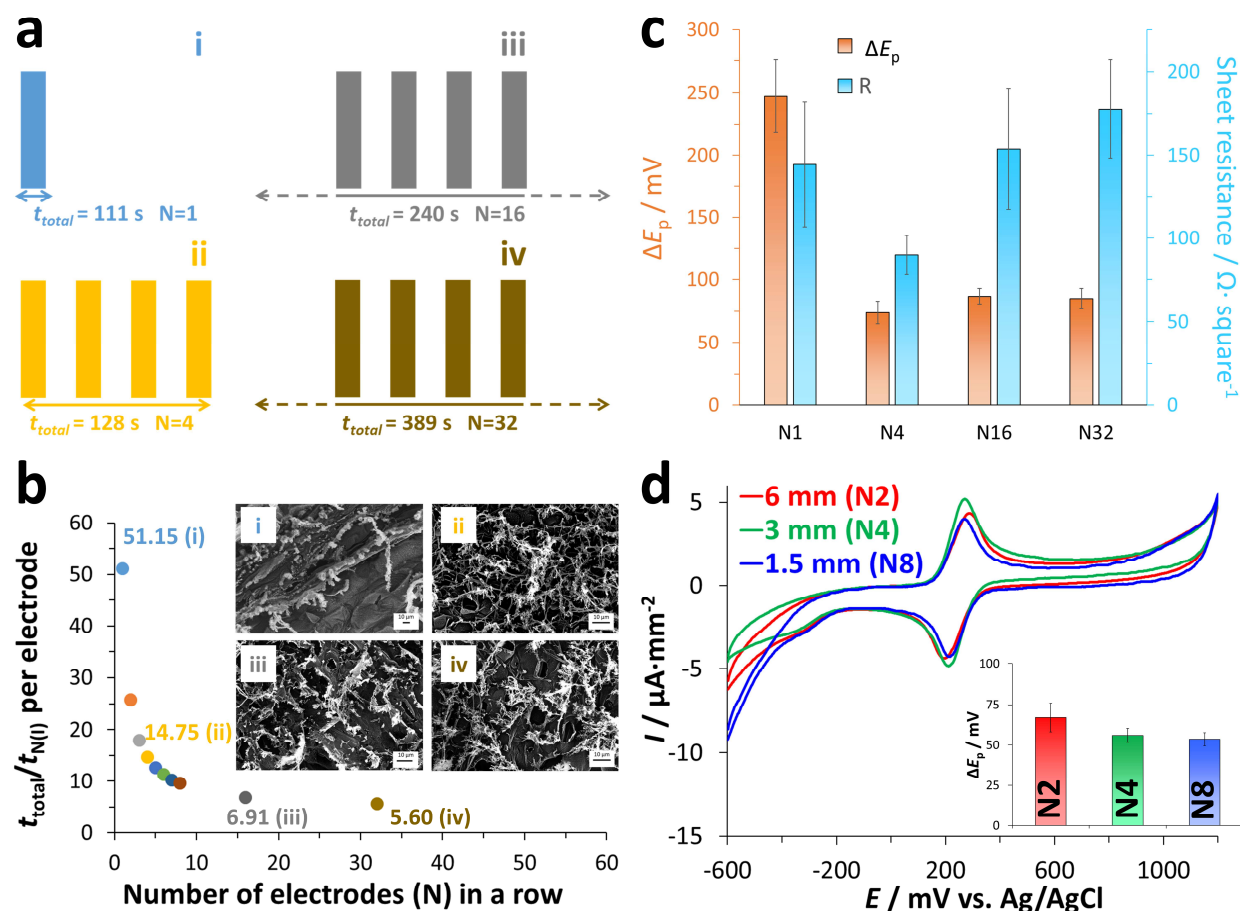 a
i
iii
t_total = 111 s N=1
t_total = 240 s N=16
ii
iv
t_total = 128 s N=4
t_total = 389 s N=32
b
t_total/t_N(I) per electrode
60
50
40
30
20
10
0
51.15 (i)
14.75 (ii)
6.91 (iii)
5.60 (iv)
i
10 µm
ii
10 µm
iii
10 µm
iv
10 µm
0 10 20 30 40 50 60
Number of electrodes (N) in a row
c
ΔE_p / mV
300
250
200
150
100
50
0
ΔE_p
R
200
150
100
50
0
Sheet resistance / Ω· square⁻¹
N1 N4 N16 N32
d
6 mm (N2)
3 mm (N4)
1.5 mm (N8)
I / µA·mm⁻²
5
0
-5
-10
-15
-600 -200 200 600 1000
E / mV vs. Ag/AgCl
ΔE_p / mV
100
75
50
25
0
N2 N4 N8